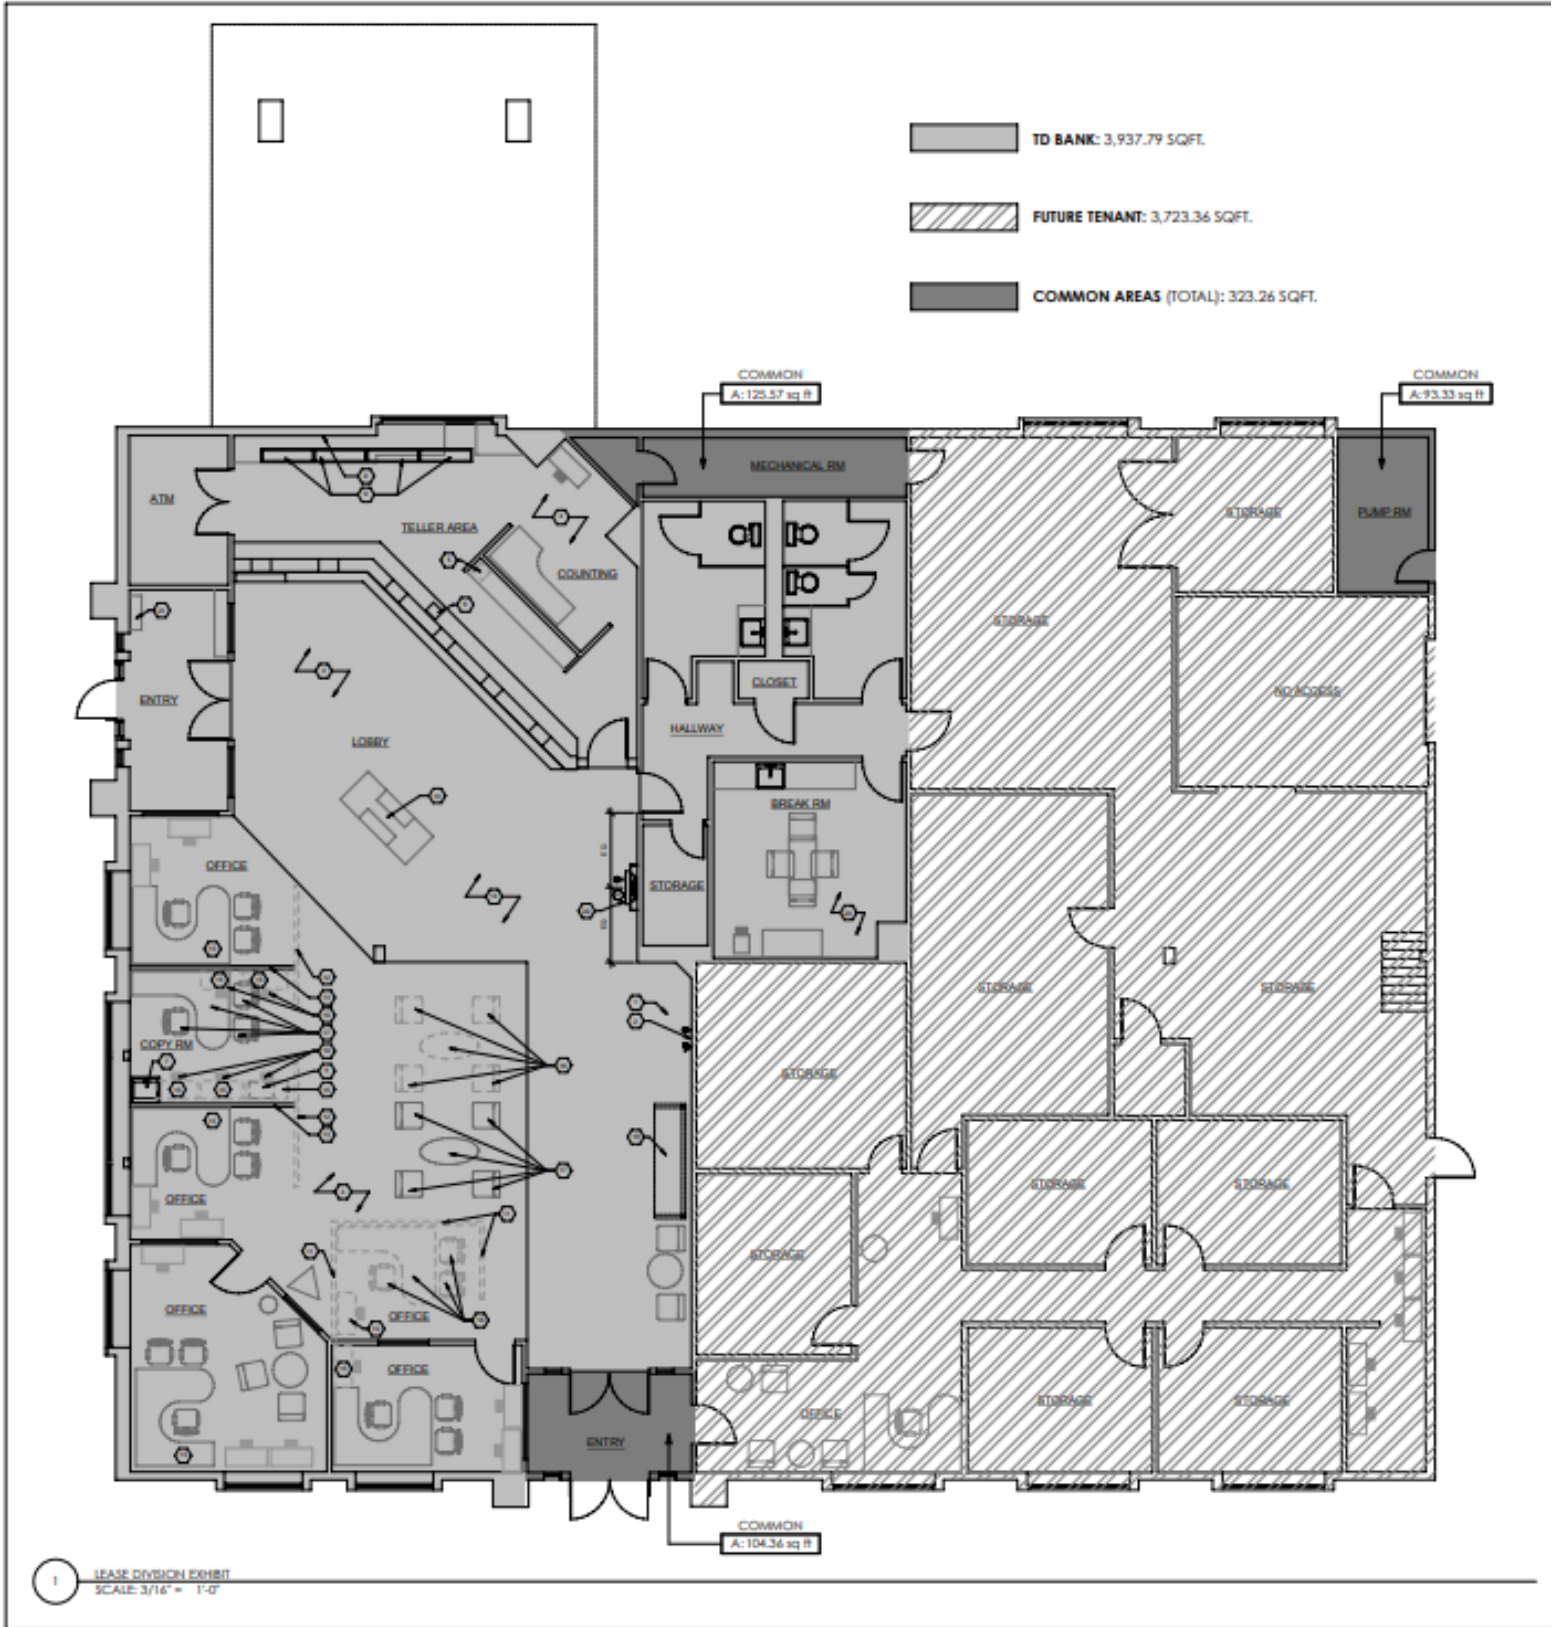 TD BANK: 3,937.79 SQFT.
FUTURE TENANT: 3,723.36 SQFT.
COMMON AREAS (TOTAL): 323.26 SQFT.
COMMON
A: 125.57 sq ft
COMMON
A: 93.33 sq ft
MECHANICAL RM
ATM
TELLER AREA
STORAGE
PUMP RM
COUNTING
STORAGE
CLOSET
NO ACCESS
ENTRY
HALLWAY
LOBBY
BREAK RM
OFFICE
STORAGE
STORAGE
STORAGE
COPY RM
STORAGE
STORAGE
STORAGE
OFFICE
STORAGE
OFFICE
OFFICE
OFFICE
STORAGE
STORAGE
OFFICE
ENTRY
COMMON
A: 104.36 sq ft
1
LEASE DIVISION EXHIBIT
SCALE: 3/16" = 1'-0"